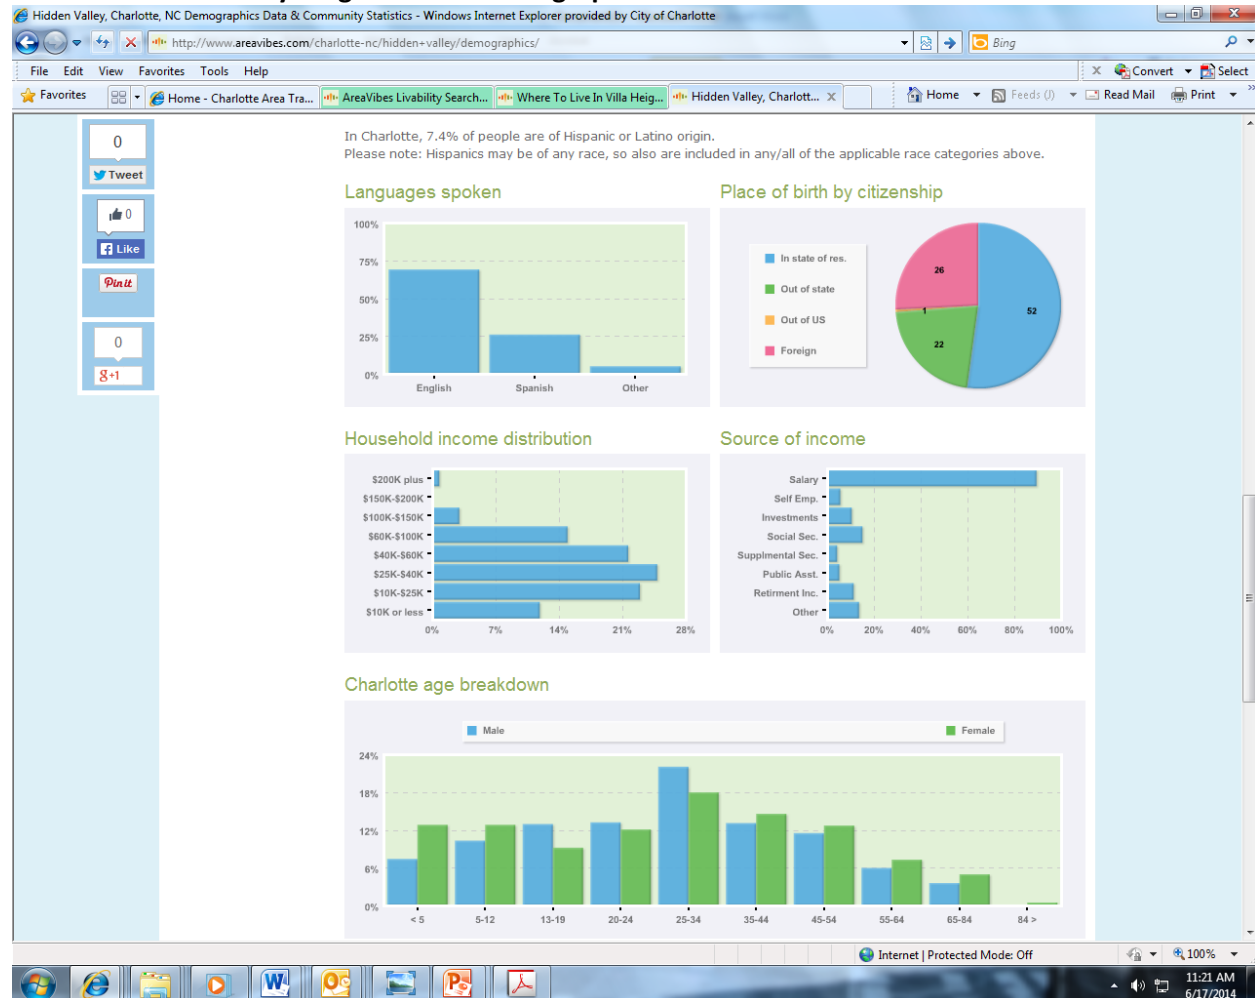 Hidden Valley, Charlotte, NC Demographics Data & Community Statistics - Windows Internet Explorer provided by City of Charlotte
http://www.areavibes.com/charlotte-nc/hidden+valley/demographics/
Bing
File Edit View Favorites Tools Help
x Convert Select
Favorites
Home - Charlotte Area Tra...
AreaVibes Livability Search...
Where To Live In Villa Heig...
Hidden Valley, Charlott... X
Home Feeds (J) Read Mail Print
0
Tweet
0
Like
Pin it
0
g+1
In Charlotte, 7.4% of people are of Hispanic or Latino origin.
Please note: Hispanics may be of any race, so also are included in any/all of the applicable race categories above.
Languages spoken
100%
75%
50%
25%
0%
English Spanish Other
Place of birth by citizenship
In state of res.
Out of state
Out of US
Foreign
26
52
1
22
Household income distribution
$200K plus
$150K-$200K
$100K-$150K
$60K-$100K
$40K-$60K
$25K-$40K
$10K-$25K
$10K or less
0% 7% 14% 21% 28%
Source of income
Salary
Self Emp.
Investments
Social Sec.
Supplmental Sec.
Public Asst.
Retirment Inc.
Other
0% 20% 40% 60% 80% 100%
Charlotte age breakdown
Male Female
24%
18%
12%
6%
0%
< 5 5-12 13-19 20-24 25-34 35-44 45-54 55-64 65-84 84 >
Internet | Protected Mode: Off
100%
11:21 AM
6/17/2014